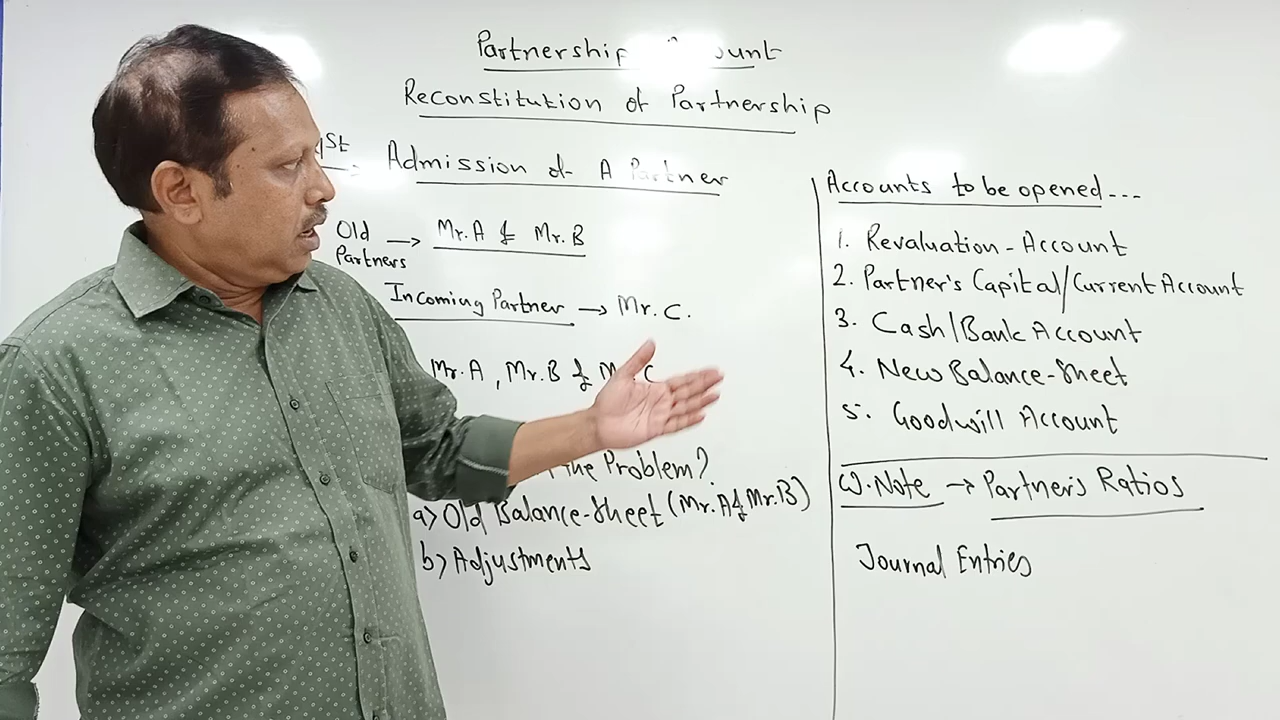 Partnership
Reconstitution of Partnership
1st
Admission of A Partner
Old Partners → Mr. A & Mr. B
Incoming Partner → Mr. C.
Mr. A, Mr. B &
the Problem?
a) Old Balance-Sheet (Mr. A & Mr. B)
b) Adjustments
Accounts to be opened---
1. Revaluation - Account
2. Partner's Capital/Current Account
3. Cash/Bank Account
4. New Balance-Sheet
5. Goodwill Account
W. Note → Partner's Ratios
Journal Entries